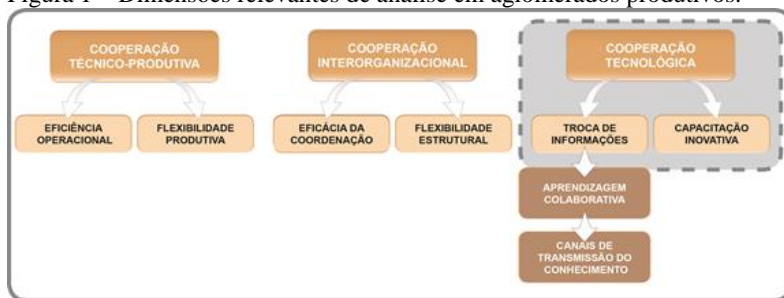 Figura 1 – Dimensões relevantes de análise em aglomerados produtivos.
COOPERAÇÃO
TÉCNICO-PRODUTIVA
EFICIÊNCIA
OPERACIONAL
FLEXIBILIDADE
PRODUTIVA
COOPERAÇÃO
INTERORGANIZACIONAL
EFICÁCIA DA
COORDENAÇÃO
FLEXIBILIDADE
ESTRUTURAL
COOPERAÇÃO
TECNOLÓGICA
TROCA DE
INFORMAÇÕES
CAPACITAÇÃO
INOVATIVA
APRENDIZAGEM
COLABORATIVA
CANAIS DE
TRANSMISSÃO DO
CONHECIMENTO